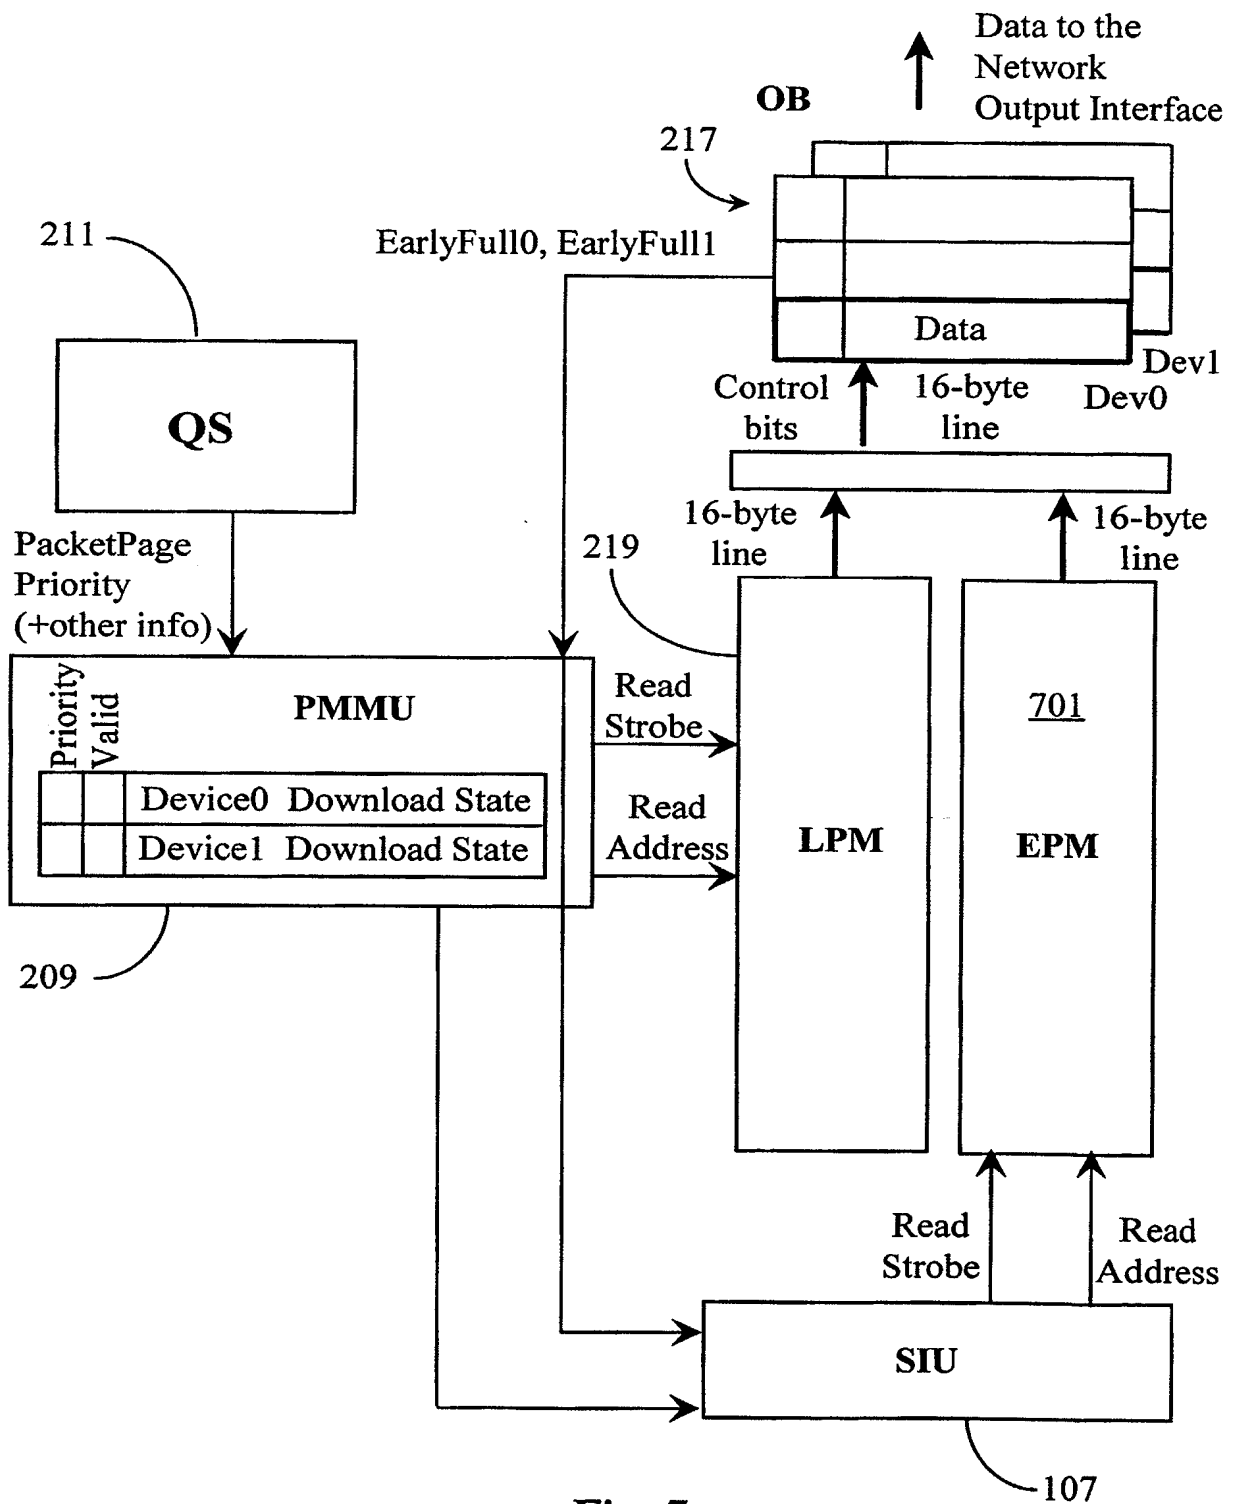 Data to the
Network
Output Interface
OB
217
211
EarlyFull0, EarlyFull1
Data
Dev1
Dev0
Control
bits
16-byte
line
QS
16-byte
line
16-byte
line
219
PacketPage
Priority
(+other info)
Priority
Valid
PMMU
Read
Strobe
701
Device0 Download State
Device1 Download State
Read
Address
LPM
EPM
209
Read
Strobe
Read
Address
SIU
107